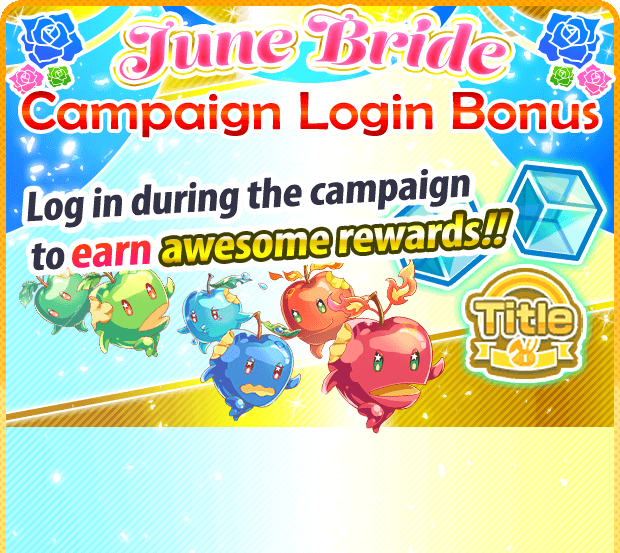 June Bride
Campaign Login Bonus
Log in during the campaign
to earn awesome rewards!!
Title